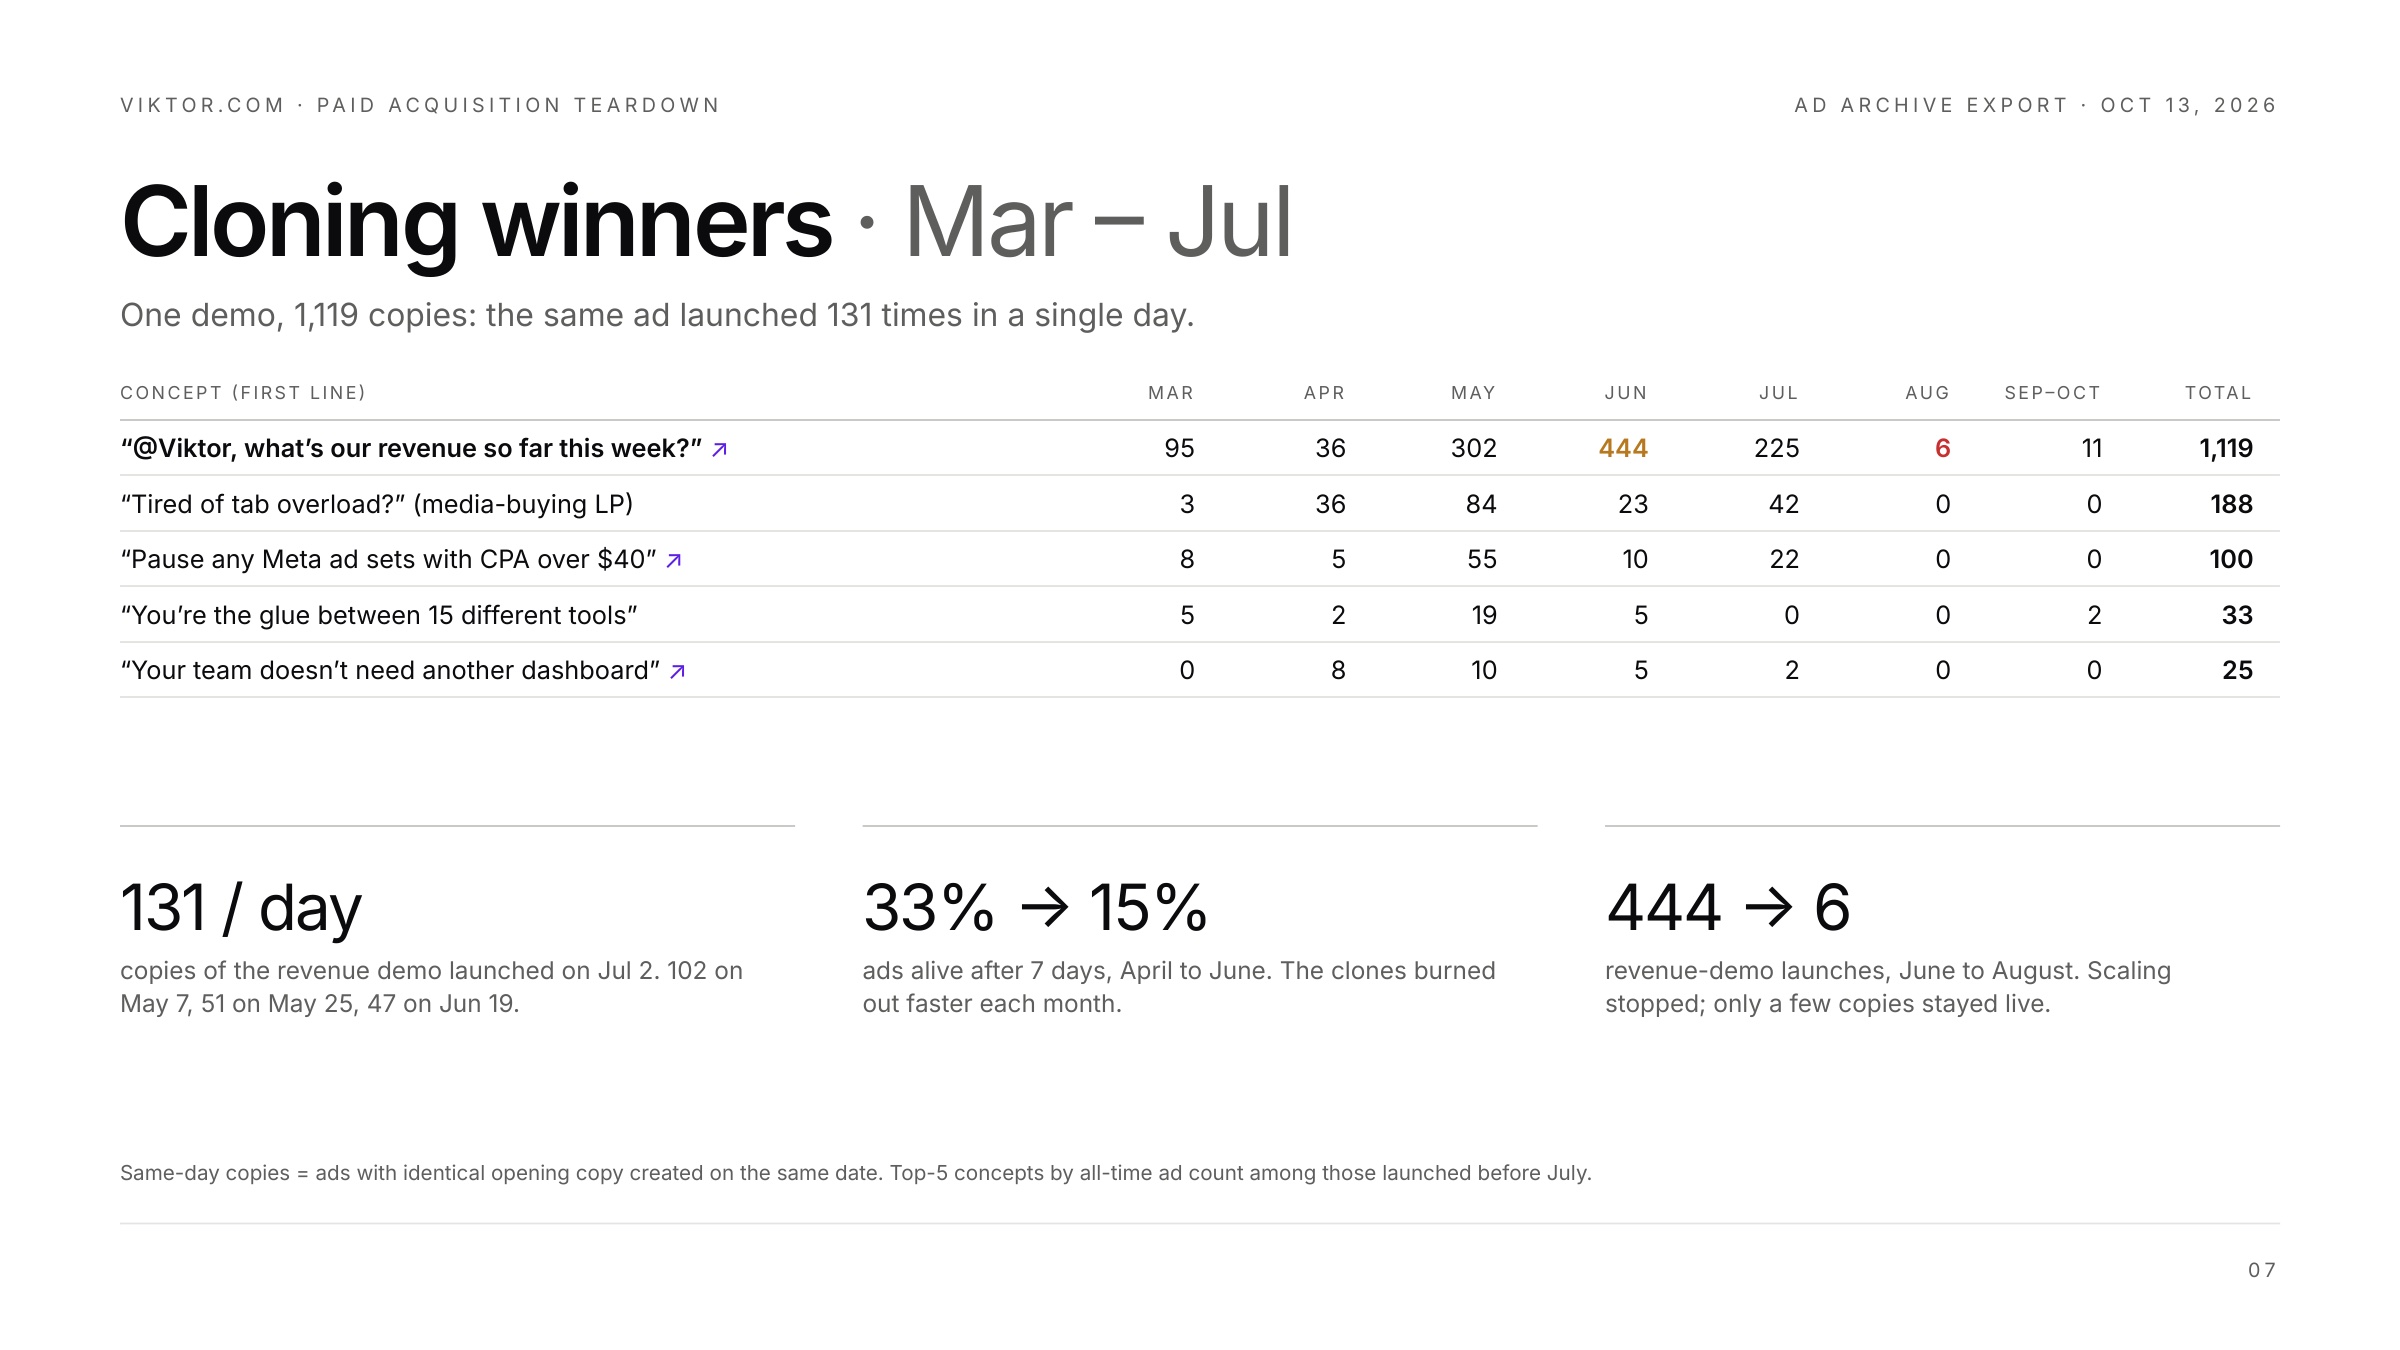 VIKTOR.COM · PAID ACQUISITION TEARDOWN
AD ARCHIVE EXPORT · OCT 13, 2026
Cloning winners · Mar – Jul
One demo, 1,119 copies: the same ad launched 131 times in a single day.
CONCEPT (FIRST LINE) MAR APR MAY JUN JUL AUG SEP–OCT TOTAL
“@Viktor, what’s our revenue so far this week?” ↗ 95 36 302 444 225 6 11 1,119
“Tired of tab overload?” (media-buying LP) 3 36 84 23 42 0 0 188
“Pause any Meta ad sets with CPA over $40” ↗ 8 5 55 10 22 0 0 100
“You’re the glue between 15 different tools” 5 2 19 5 0 0 2 33
“Your team doesn’t need another dashboard” ↗ 0 8 10 5 2 0 0 25
131 / day
copies of the revenue demo launched on Jul 2. 102 on
May 7, 51 on May 25, 47 on Jun 19.
33% → 15%
ads alive after 7 days, April to June. The clones burned
out faster each month.
444 → 6
revenue-demo launches, June to August. Scaling
stopped; only a few copies stayed live.
Same-day copies = ads with identical opening copy created on the same date. Top-5 concepts by all-time ad count among those launched before July.
07